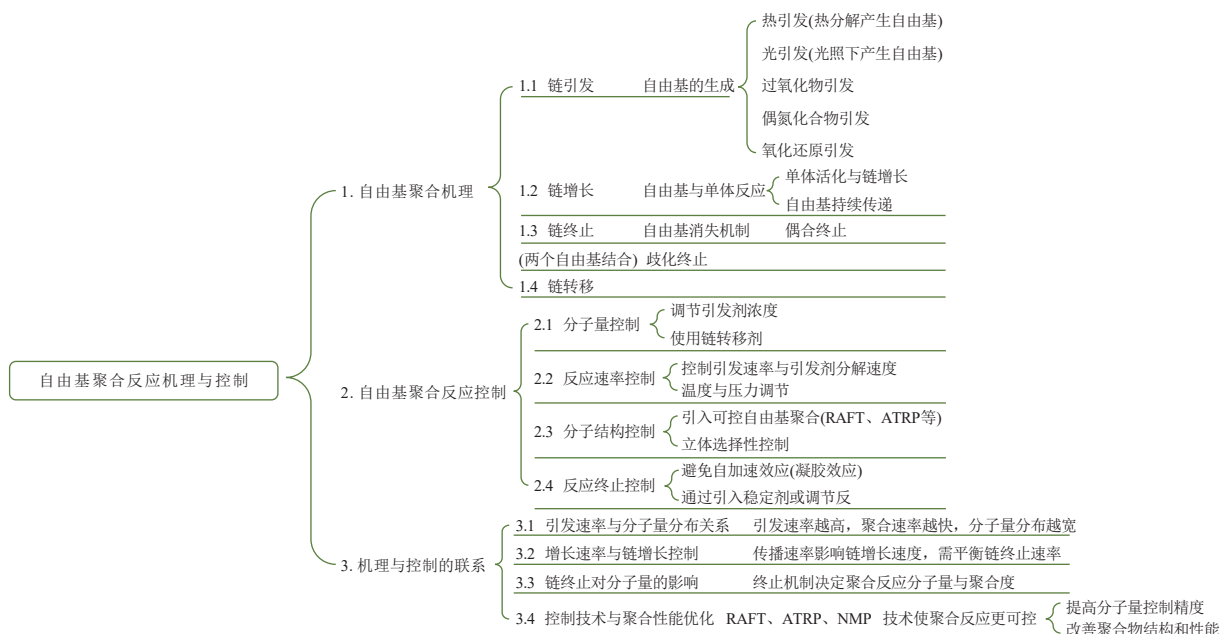 自由基聚合反应机理与控制
1. 自由基聚合机理
1.1 链引发 自由基的生成
热引发(热分解产生自由基)
光引发(光照下产生自由基)
过氧化物引发
偶氮化合物引发
氧化还原引发
1.2 链增长 自由基与单体反应
单体活化与链增长
自由基持续传递
1.3 链终止 自由基消失机制 偶合终止
(两个自由基结合) 歧化终止
1.4 链转移
2. 自由基聚合反应控制
2.1 分子量控制
调节引发剂浓度
使用链转移剂
2.2 反应速率控制
控制引发速率与引发剂分解速度
温度与压力调节
2.3 分子结构控制
引入可控自由基聚合(RAFT、ATRP等)
立体选择性控制
2.4 反应终止控制
避免自加速效应(凝胶效应)
通过引入稳定剂或调节反
3. 机理与控制的联系
3.1 引发速率与分子量分布关系 引发速率越高，聚合速率越快，分子量分布越宽
3.2 增长速率与链增长控制 传播速率影响链增长速度，需平衡链终止速率
3.3 链终止对分子量的影响 终止机制决定聚合反应分子量与聚合度
3.4 控制技术与聚合性能优化 RAFT、ATRP、NMP 技术使聚合反应更可控
提高分子量控制精度
改善聚合物结构和性能